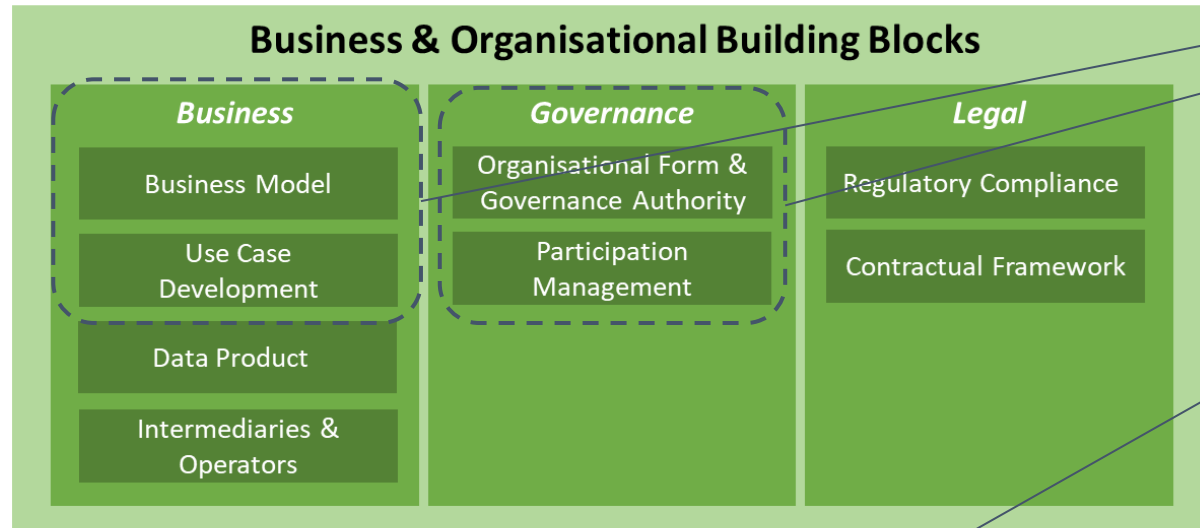 Business & Organisational Building Blocks
Business
Business Model
Use Case
Development
Data Product
Intermediaries &
Operators
Governance
Organisational Form &
Governance Authority
Participation
Management
Legal
Regulatory Compliance
Contractual Framework